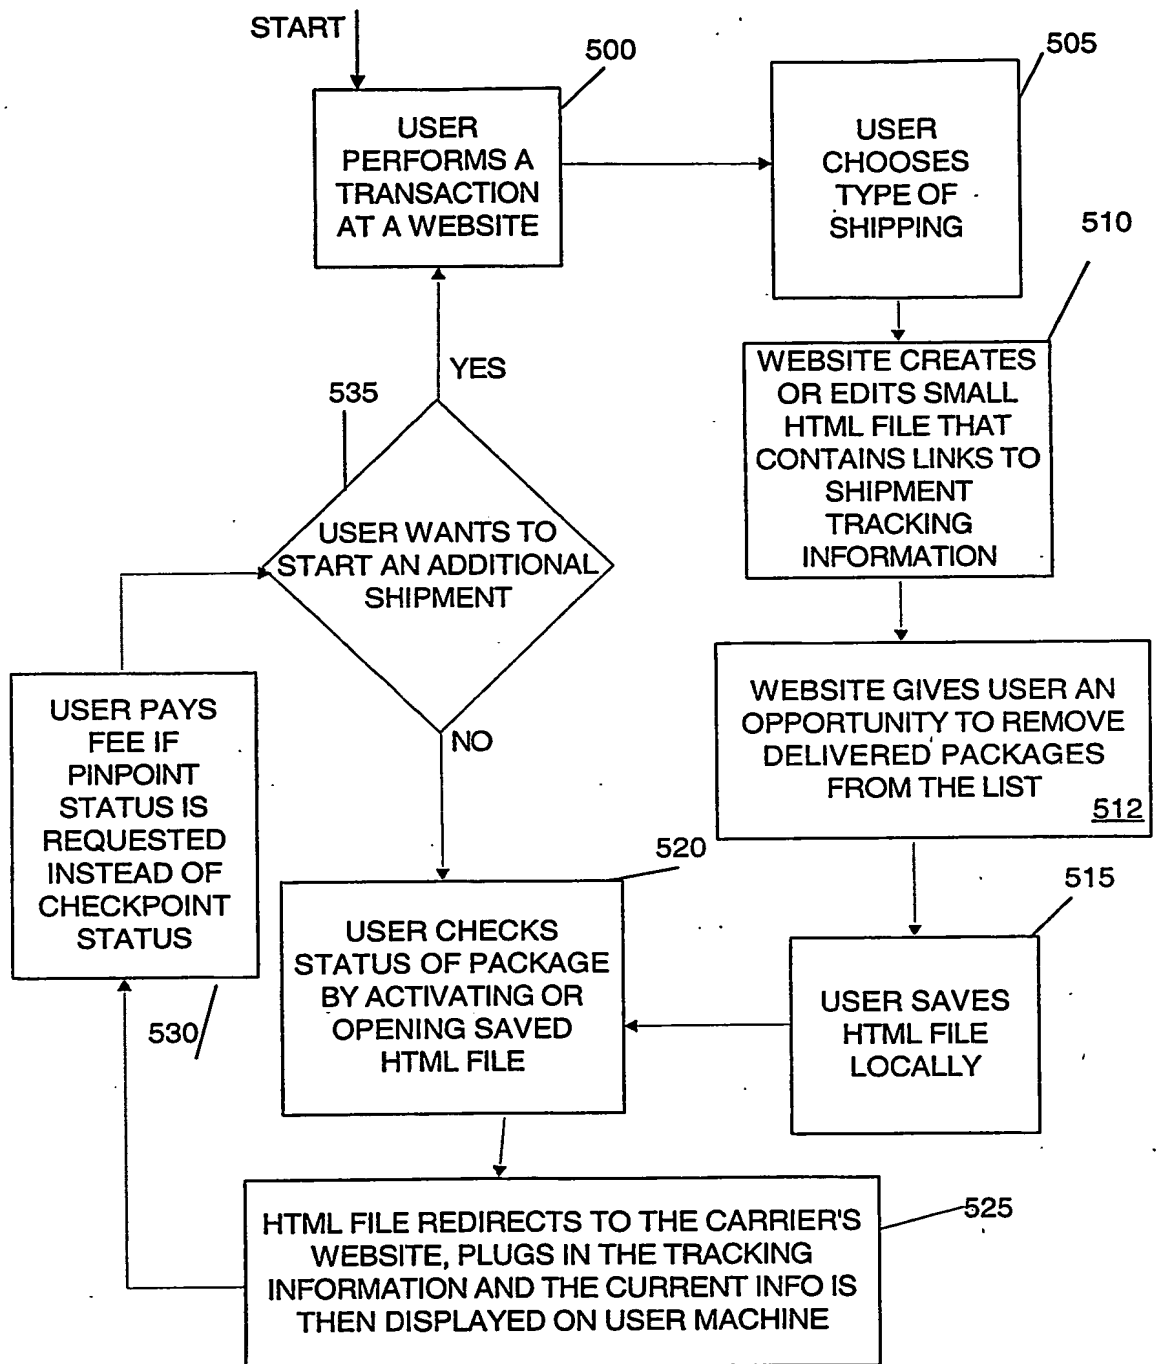 START
500
505
USER
PERFORMS A
TRANSACTION
AT A WEBSITE
USER
CHOOSES
TYPE OF
SHIPPING
510
WEBSITE CREATES
OR EDITS SMALL
HTML FILE THAT
CONTAINS LINKS TO
SHIPMENT
TRACKING
INFORMATION
YES
535
USER WANTS TO
START AN ADDITIONAL
SHIPMENT
NO
WEBSITE GIVES USER AN
OPPORTUNITY TO REMOVE
DELIVERED PACKAGES
FROM THE LIST
512
USER PAYS
FEE IF
PINPOINT
STATUS IS
REQUESTED
INSTEAD OF
CHECKPOINT
STATUS
530
520
USER CHECKS
STATUS OF PACKAGE
BY ACTIVATING OR
OPENING SAVED
HTML FILE
515
USER SAVES
HTML FILE
LOCALLY
525
HTML FILE REDIRECTS TO THE CARRIER'S
WEBSITE, PLUGS IN THE TRACKING
INFORMATION AND THE CURRENT INFO IS
THEN DISPLAYED ON USER MACHINE